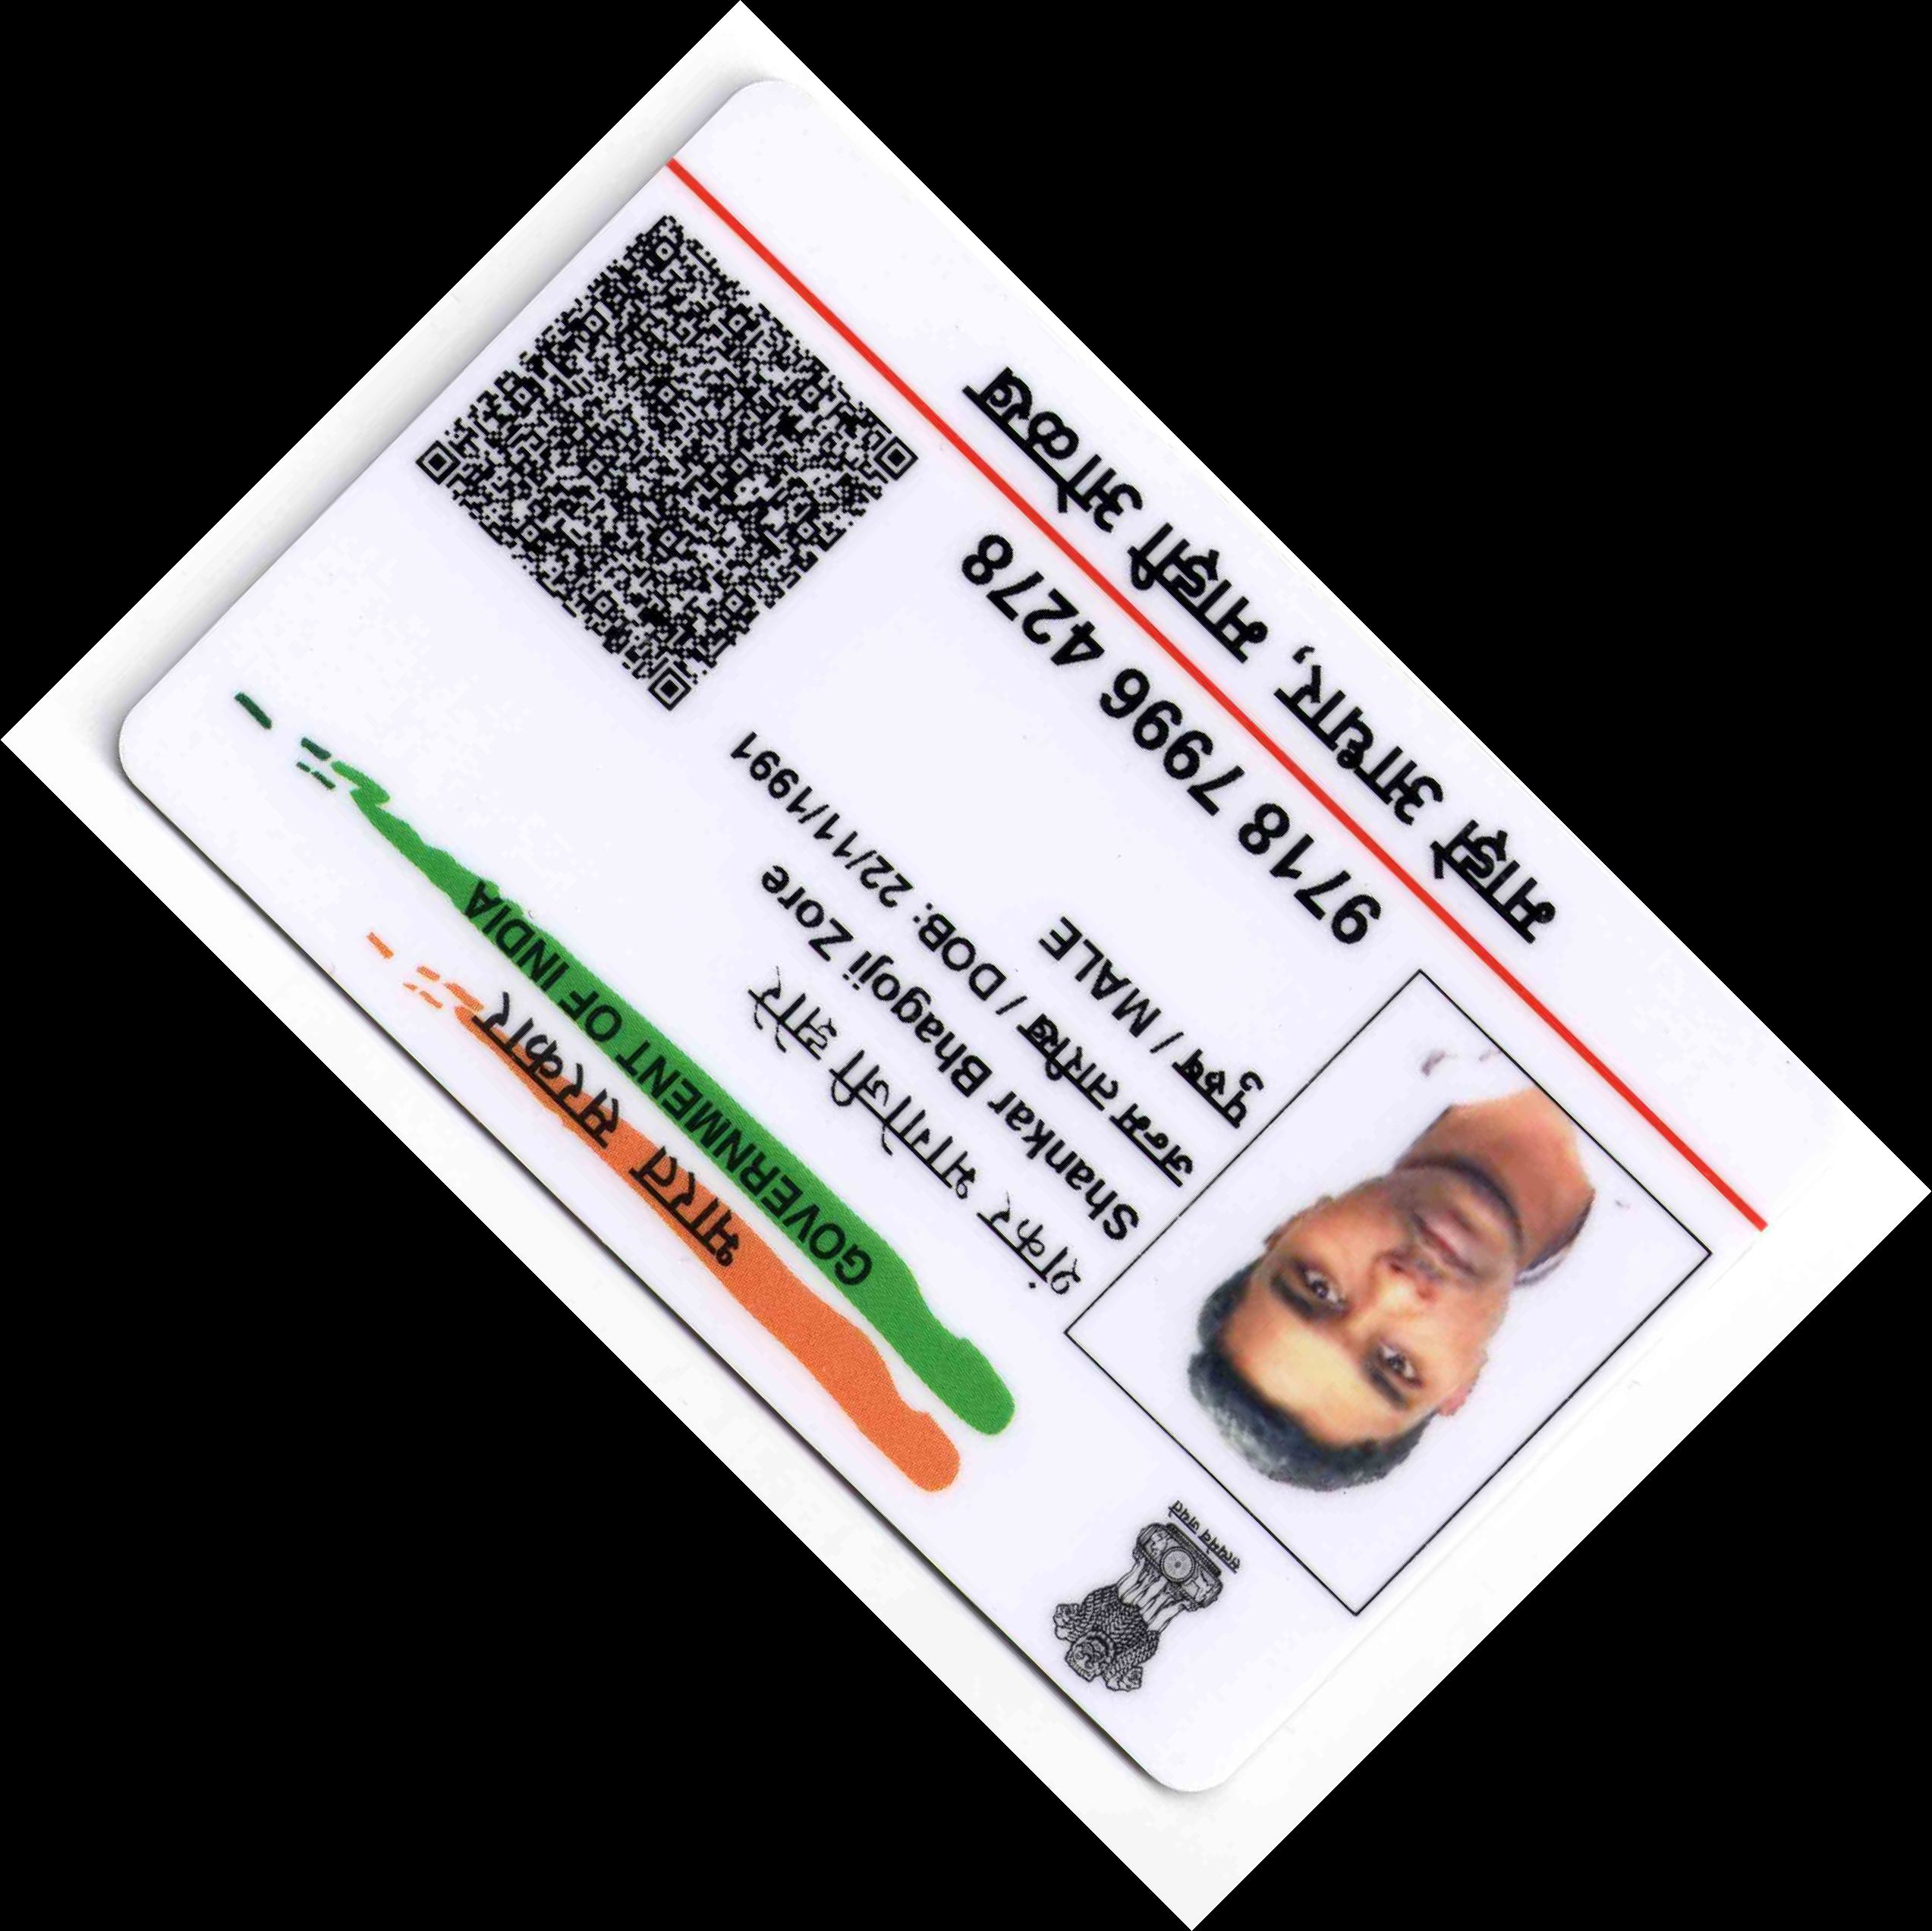 भारत सरकार
GOVERNMENT OF INDIA
सत्यमेव जयते
शंकर भागोजी झोरे
Shankar Bhagoji Zore
जन्म तारीख / DOB: 22/11/1991
पुरुष / MALE
9718 7996 4278
माझे आधार, माझी ओळख